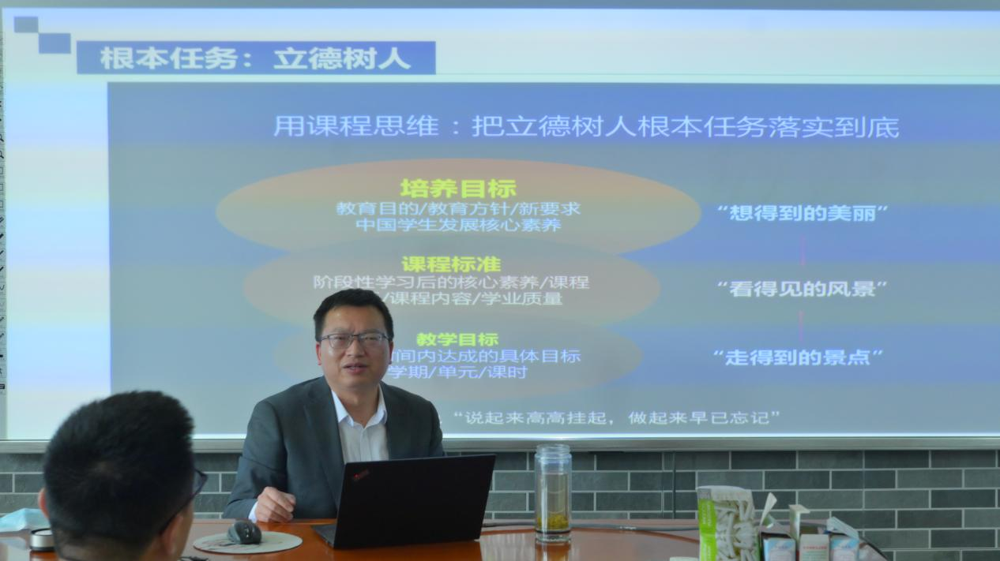 根本任务：立德树人
用课程思维：把立德树人根本任务落实到底
培养目标
教育目的/教育方针/新要求
中国学生发展核心素养
“想得到的美丽”
课程标准
阶段性学习后的核心素养/课程
/课程内容/学业质量
“看得见的风景”
教学目标
间内达成的具体目标
学期/单元/课时
“走得到的景点”
“说起来高高挂起，做起来早已忘记”